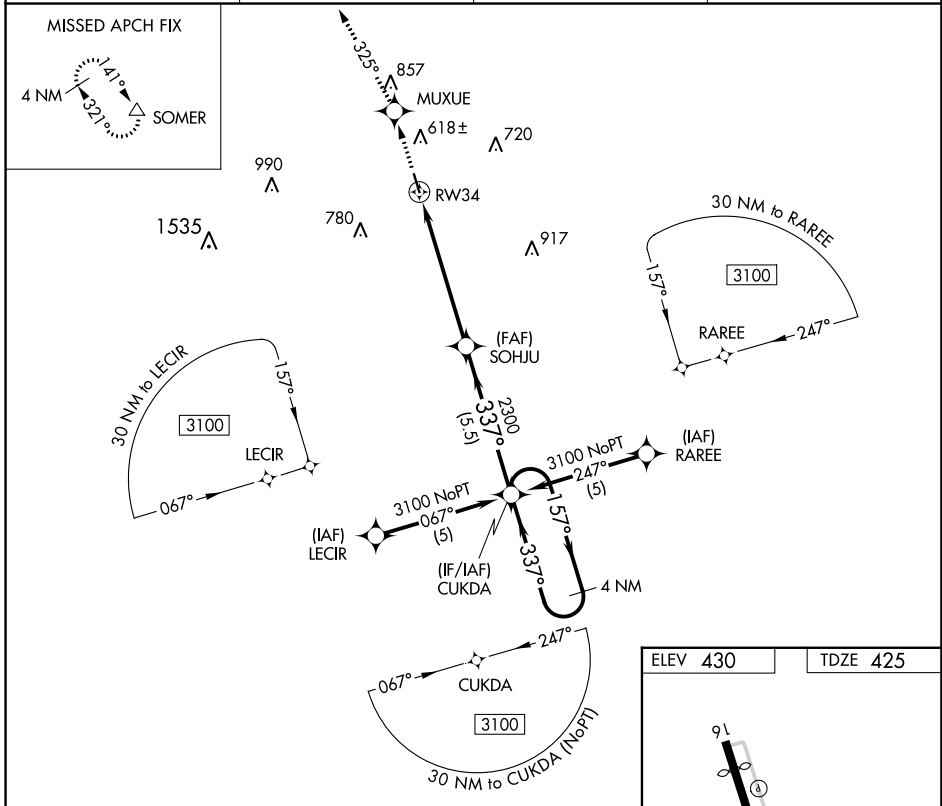 MISSED APCH FIX
141°
4 NM
321°
SOMER
325°
857
MUXUE
618±
720
990
RW34
780
1535
917
30 NM to RAREE
3100
157°
RAREE
247°
(FAF)
SOHJU
30 NM to LECIR
157°
3100
LECIR
067°
2300
337°
(5.5)
(IAF)
RAREE
3100 NoPT
247°
(5)
3100 NoPT
067°
(5)
(IAF)
LECIR
157°
337°
(IF/IAF)
CUKDA
4 NM
247°
067°
CUKDA
3100
30 NM to CUKDA (NoPT)
ELEV 430
TDZE 425
16
P